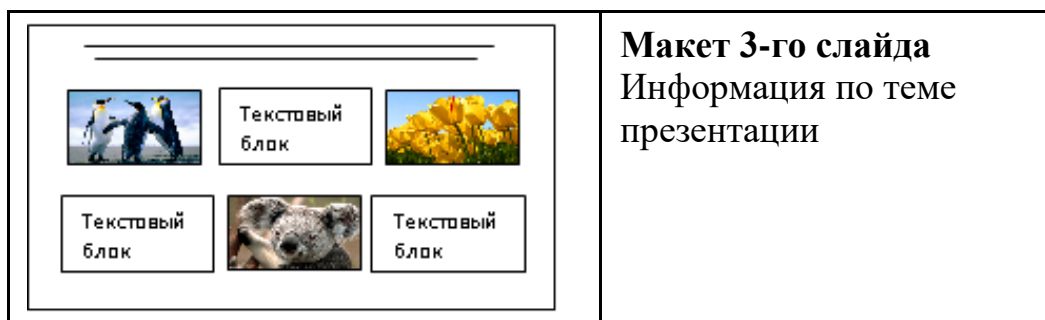 Текстовый
блок
Текстовый
блок
Текстовый
блок
Макет 3-го слайда
Информация по теме
презентации